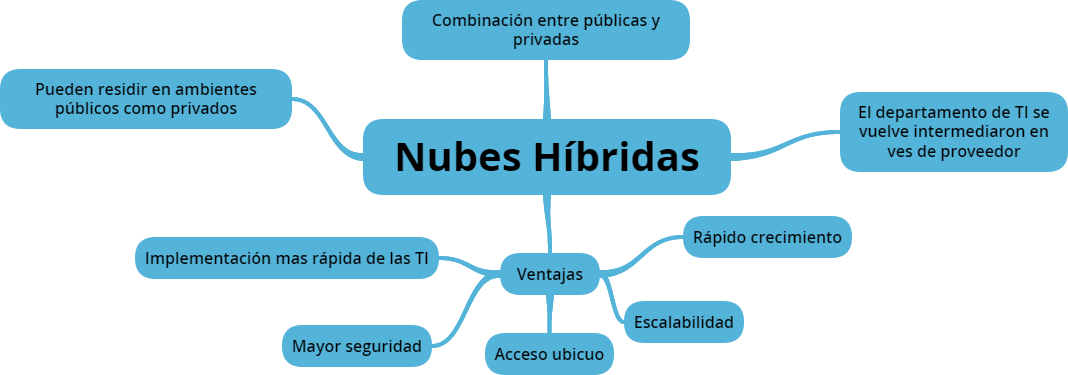 Combinación entre públicas y
privadas
Pueden residir en ambientes
públicos como privados
El departamento de TI se
vuelve intermediaron en
ves de proveedor
Nubes Híbridas
Rápido crecimiento
Implementación mas rápida de las TI
Ventajas
Escalabilidad
Mayor seguridad
Acceso ubicuo